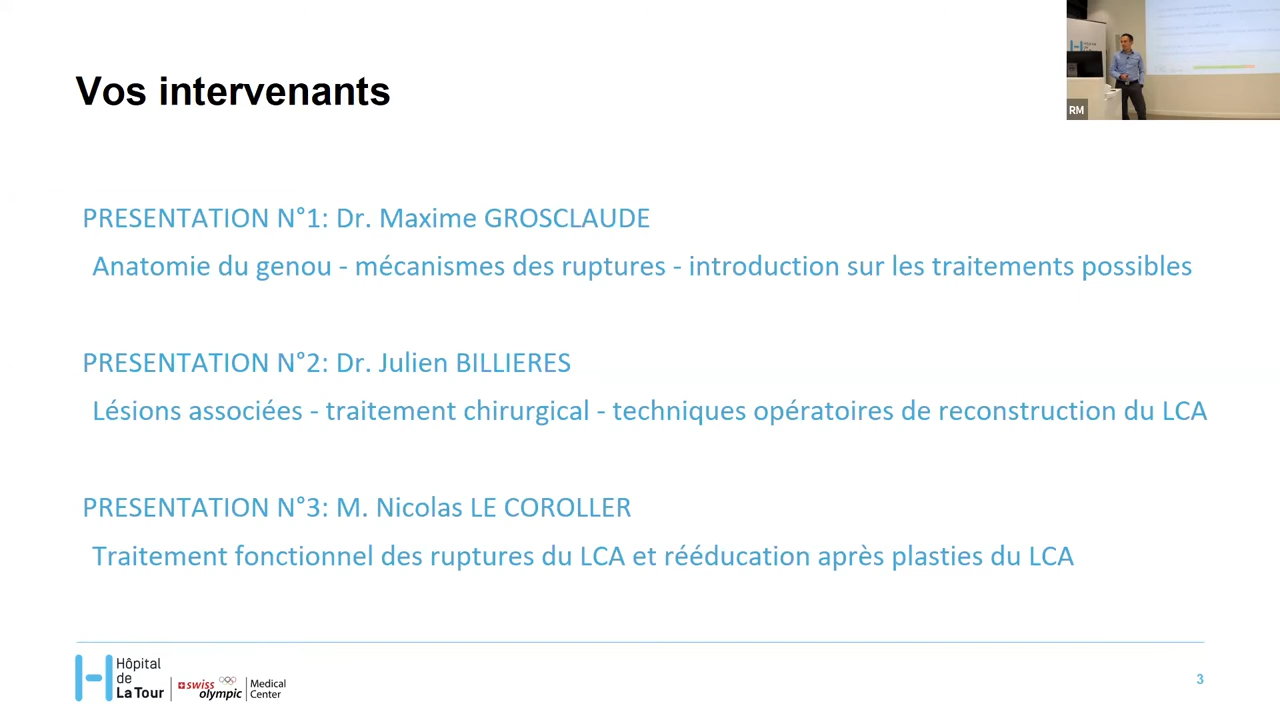 Vos intervenants
RM
PRESENTATION N°1: Dr. Maxime GROSCLAUDE
Anatomie du genou - mécanismes des ruptures - introduction sur les traitements possibles
PRESENTATION N°2: Dr. Julien BILLIERES
Lésions associées - traitement chirurgical - techniques opératoires de reconstruction du LCA
PRESENTATION N°3: M. Nicolas LE COROLLER
Traitement fonctionnel des ruptures du LCA et rééducation après plasties du LCA
Hôpital
de
La Tour
swiss
olympic
Medical
Center
3